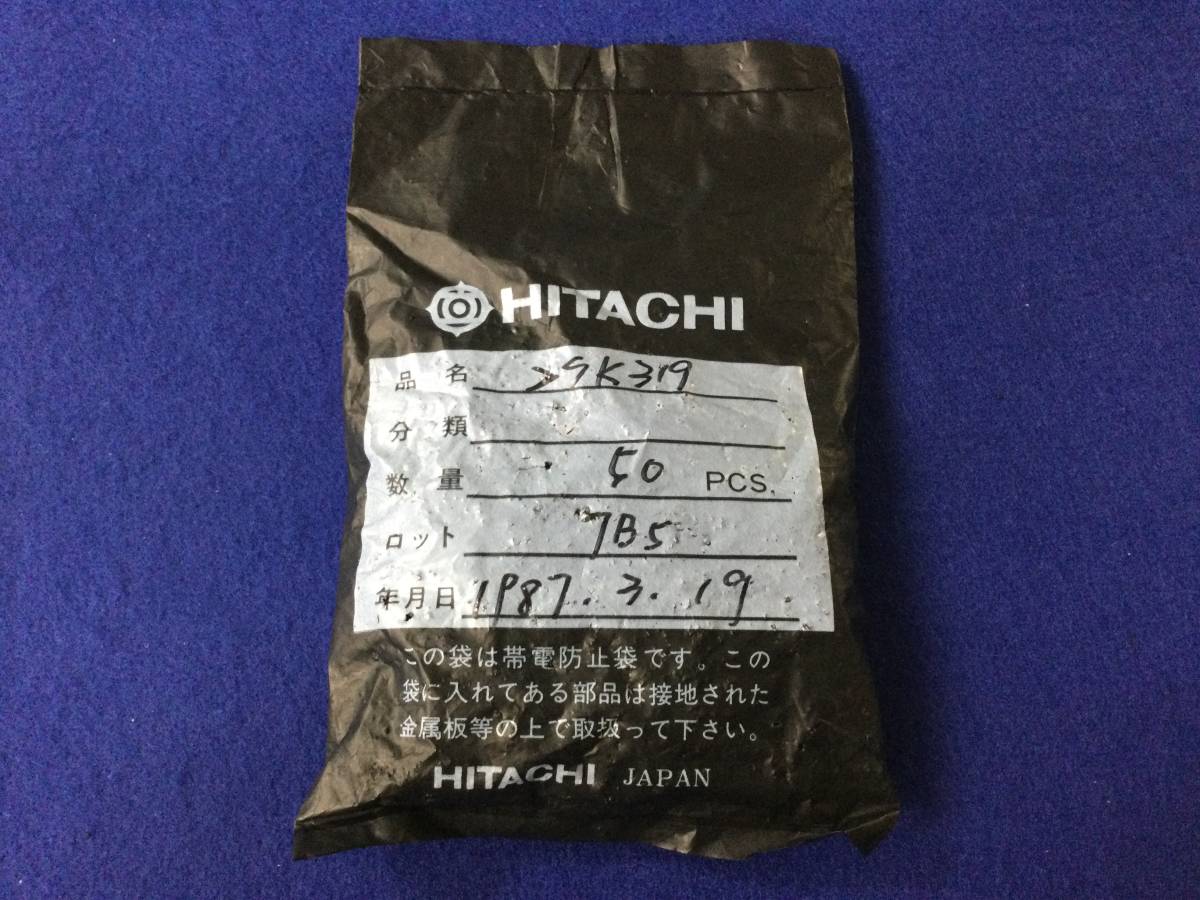 HITACHI
品名 2SK319
分類
数量 50 PCS.
ロット 7B5
年月日 1987.3.19
この袋は帯電防止袋です。この
袋に入れてある部品は接地された
金属板等の上で取扱って下さい。
HITACHI JAPAN